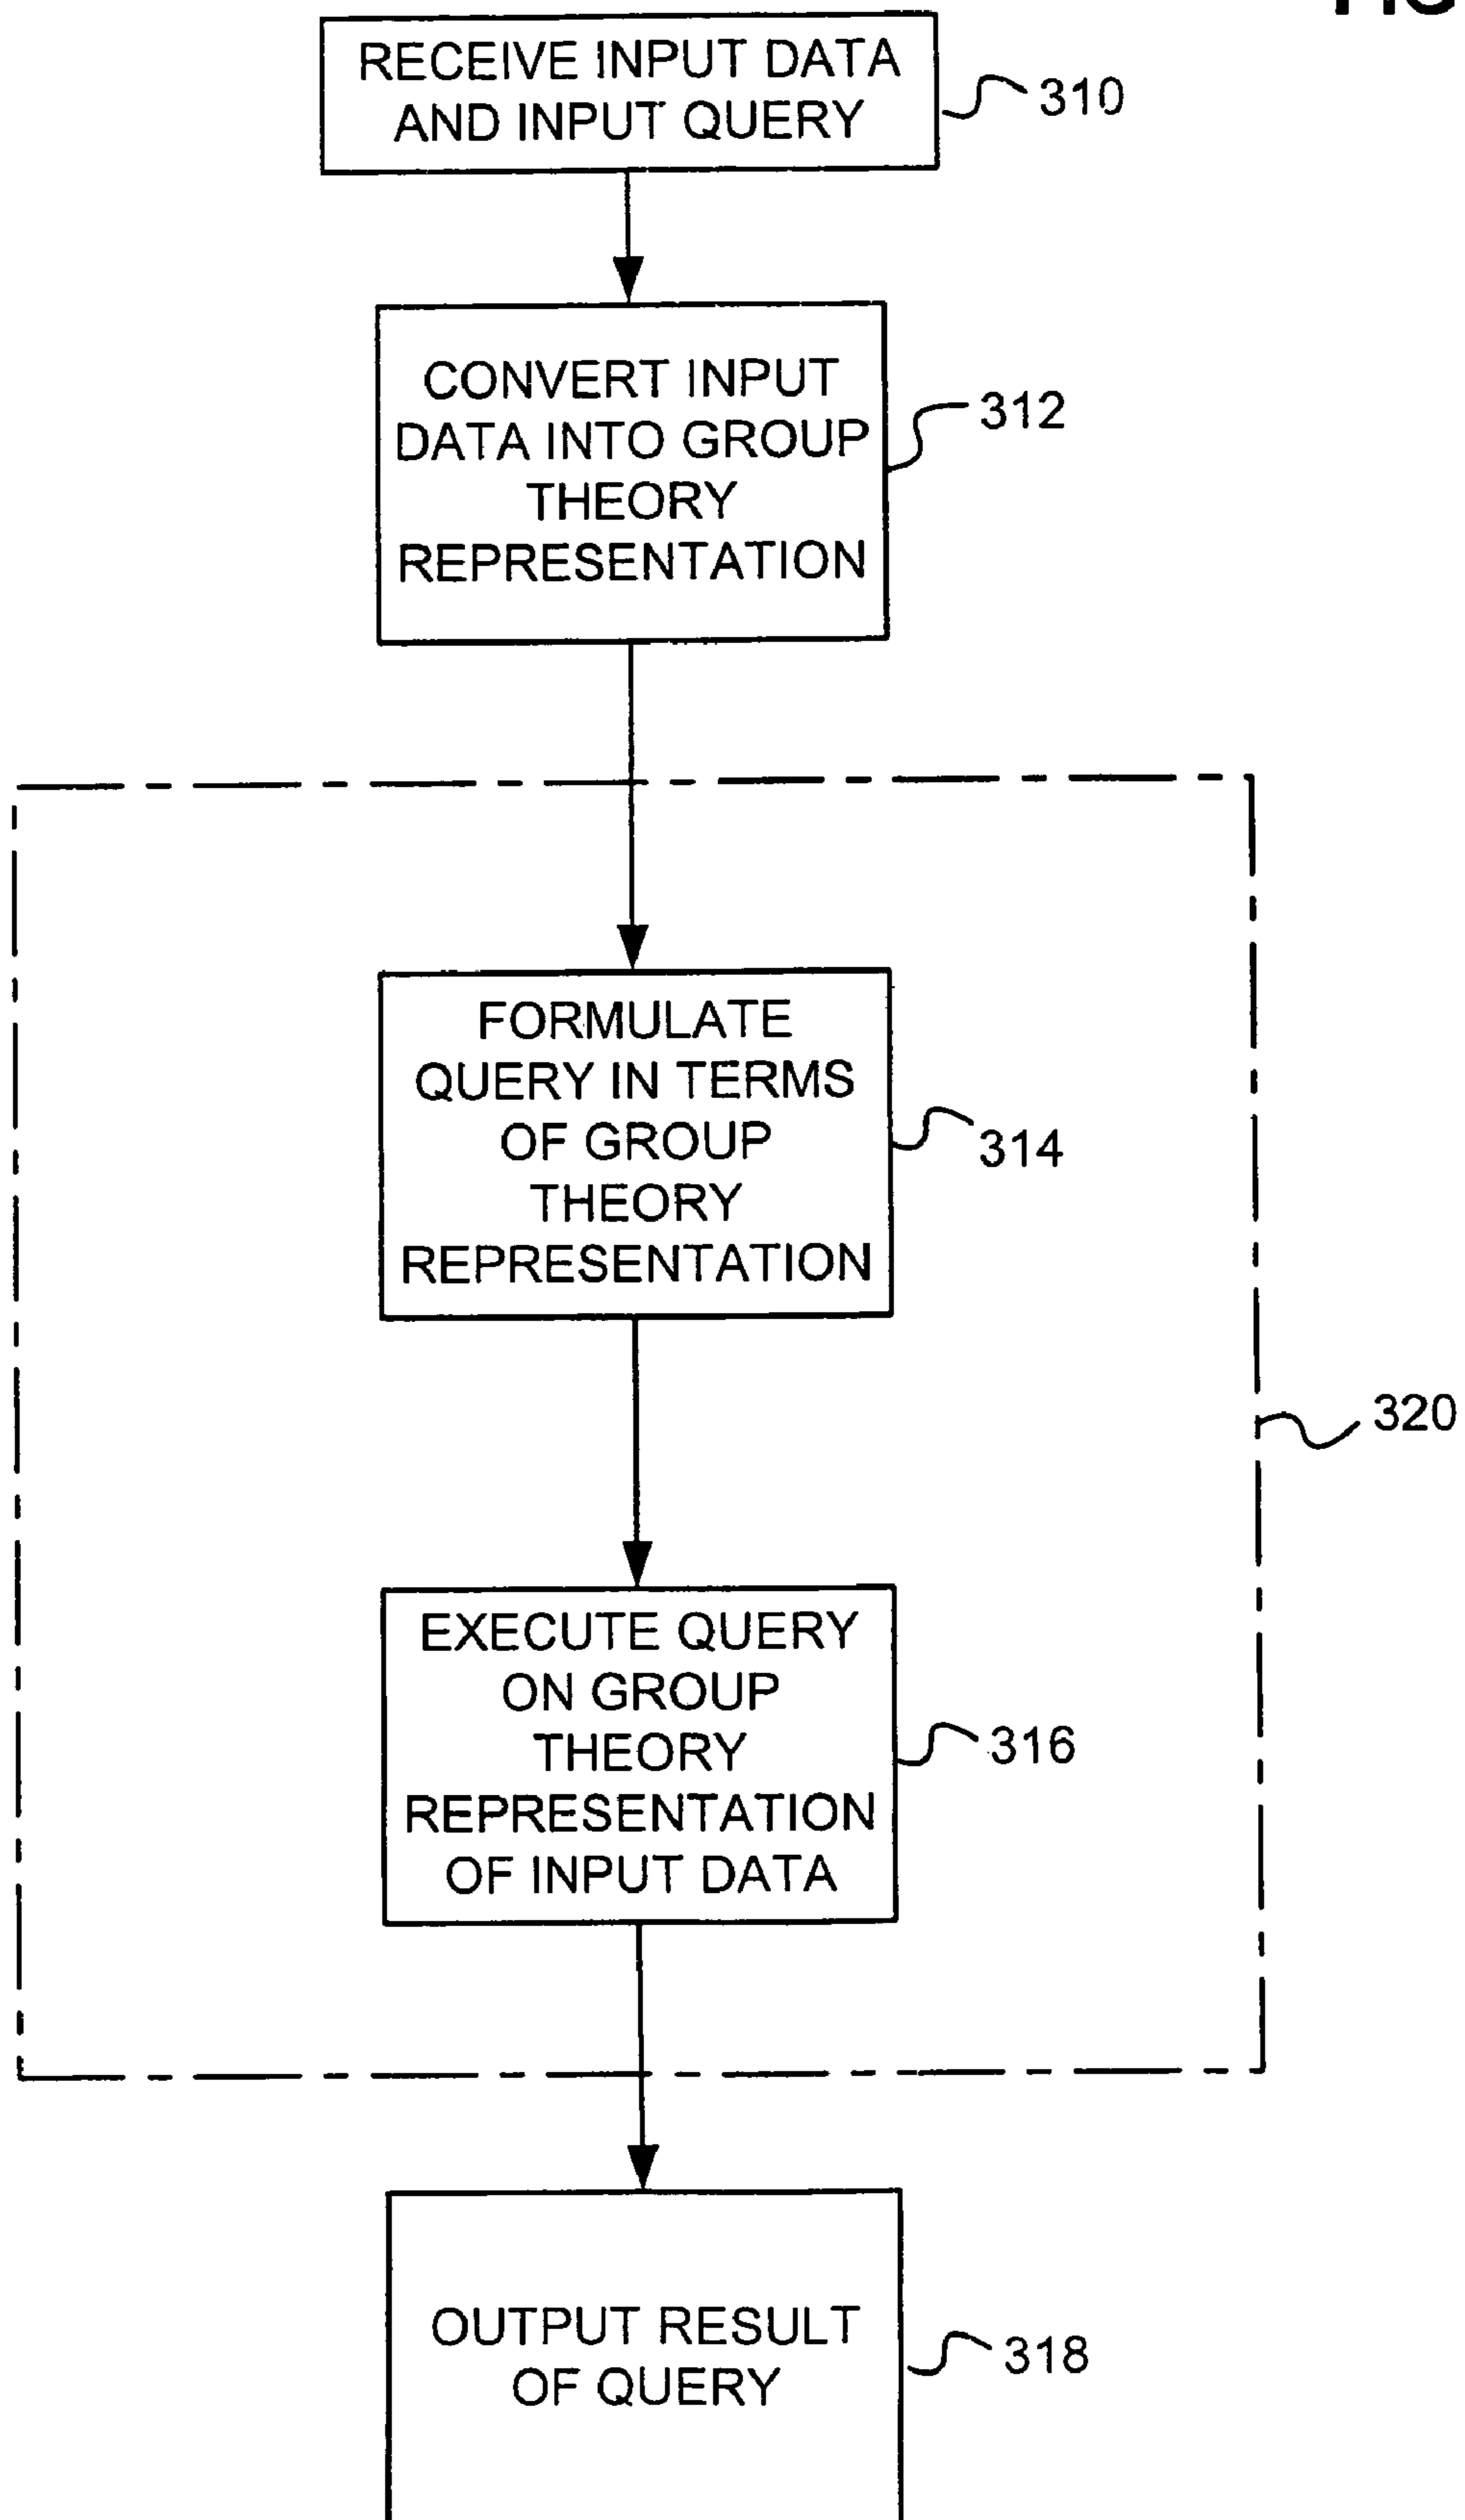 RECEIVE INPUT DATA
AND INPUT QUERY
310
CONVERT INPUT
DATA INTO GROUP
THEORY
REPRESENTATION
312
FORMULATE
QUERY IN TERMS
OF GROUP
THEORY
REPRESENTATION
314
320
EXECUTE QUERY
ON GROUP
THEORY
REPRESENTATION
OF INPUT DATA
316
OUTPUT RESULT
OF QUERY
318